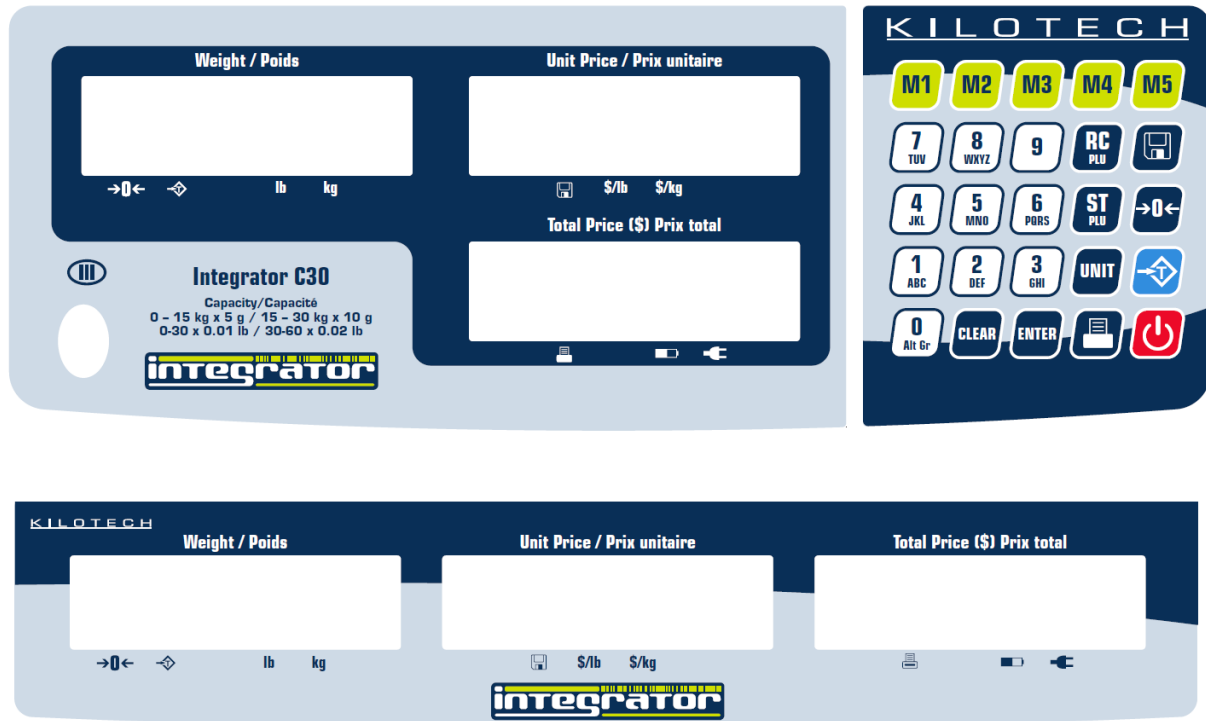 Weight / Poids
Unit Price / Prix unitaire
→0← T lb kg
$/lb $/kg
Total Price ($) Prix total
III
Integrator C30
Capacity/Capacité
0 – 15 kg x 5 g / 15 – 30 kg x 10 g
0-30 x 0.01 lb / 30-60 x 0.02 lb
integrator
KILOTECH
M1 M2 M3 M4 M5
7 TUV 8 WXYZ 9 RC PLU
4 JKL 5 MNO 6 PQRS ST PLU →0←
1 ABC 2 DEF 3 GHI UNIT T
0 Alt Gr CLEAR ENTER
KILOTECH
Weight / Poids
Unit Price / Prix unitaire
Total Price ($) Prix total
→0← T lb kg
$/lb $/kg
integrator